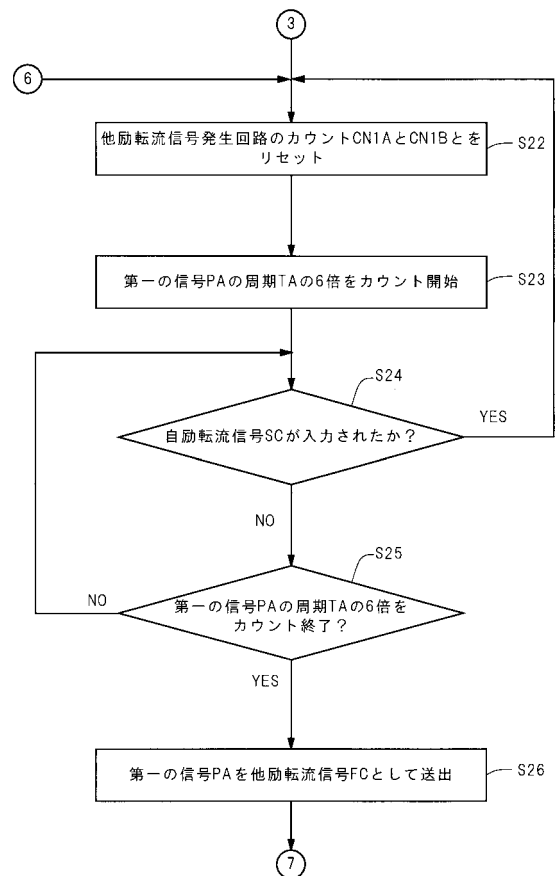 3
6
他励転流信号発生回路のカウントCN1AとCN1Bとを
リセット
S22
第一の信号PAの周期TAの6倍をカウント開始
S23
S24
自励転流信号SCが入力されたか？
YES
NO
S25
第一の信号PAの周期TAの6倍を
カウント終了？
NO
YES
第一の信号PAを他励転流信号FCとして送出
S26
7